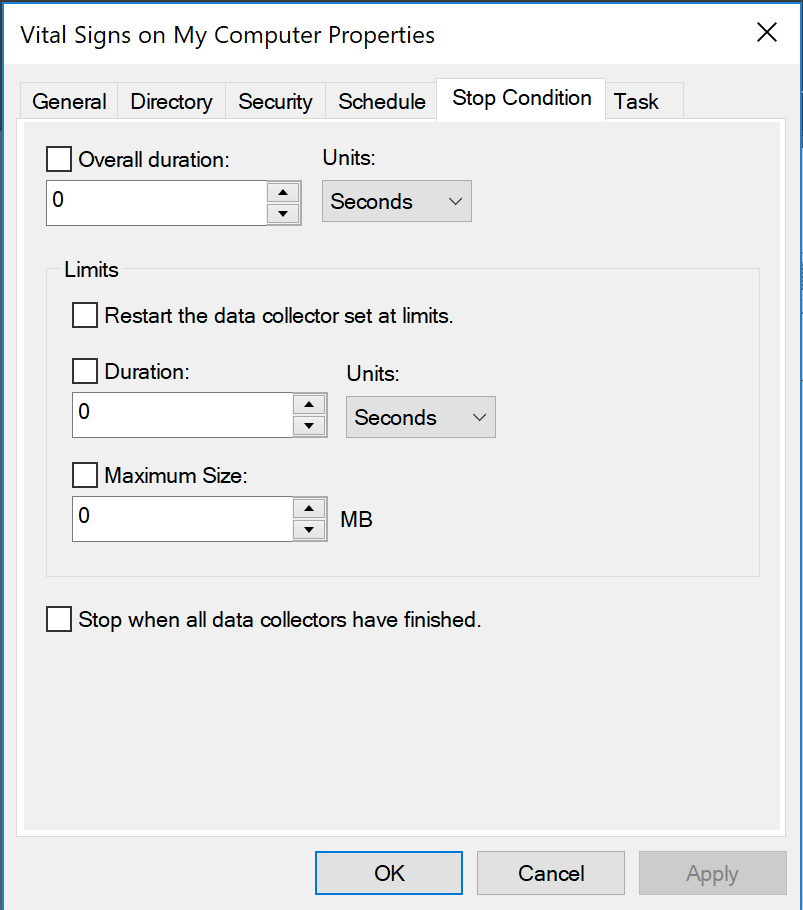 Vital Signs on My Computer Properties
General Directory Security Schedule Stop Condition Task
Overall duration: Units:
0 Seconds
Limits
Restart the data collector set at limits.
Duration: Units:
0 Seconds
Maximum Size:
0 MB
Stop when all data collectors have finished.
OK Cancel Apply